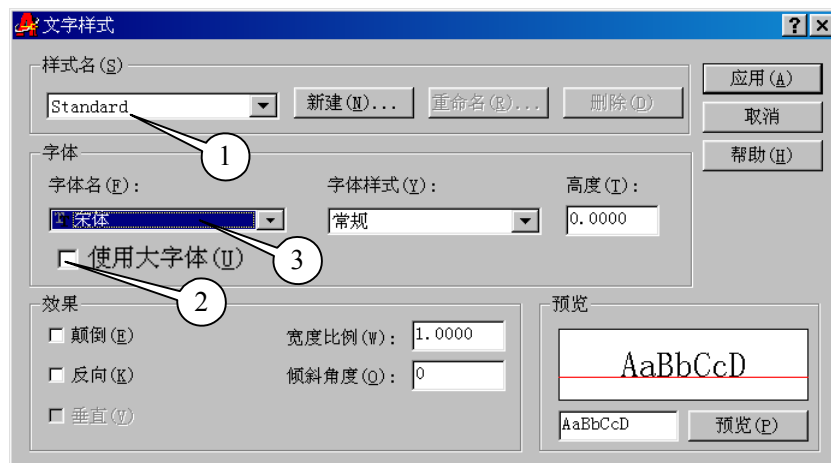 文字样式
样式名(S)
应用(A)
Standard
新建(N)...
重命名(R)...
删除(D)
取消
1
字体
帮助(H)
字体名(F):
字体样式(Y):
高度(T):
宋体
常规
0.0000
使用大字体(U)
3
2
效果
预览
颠倒(E)
宽度比例(W):
1.0000
AaBbCcD
反向(K)
倾斜角度(O):
0
垂直(V)
AaBbCcD
预览(P)